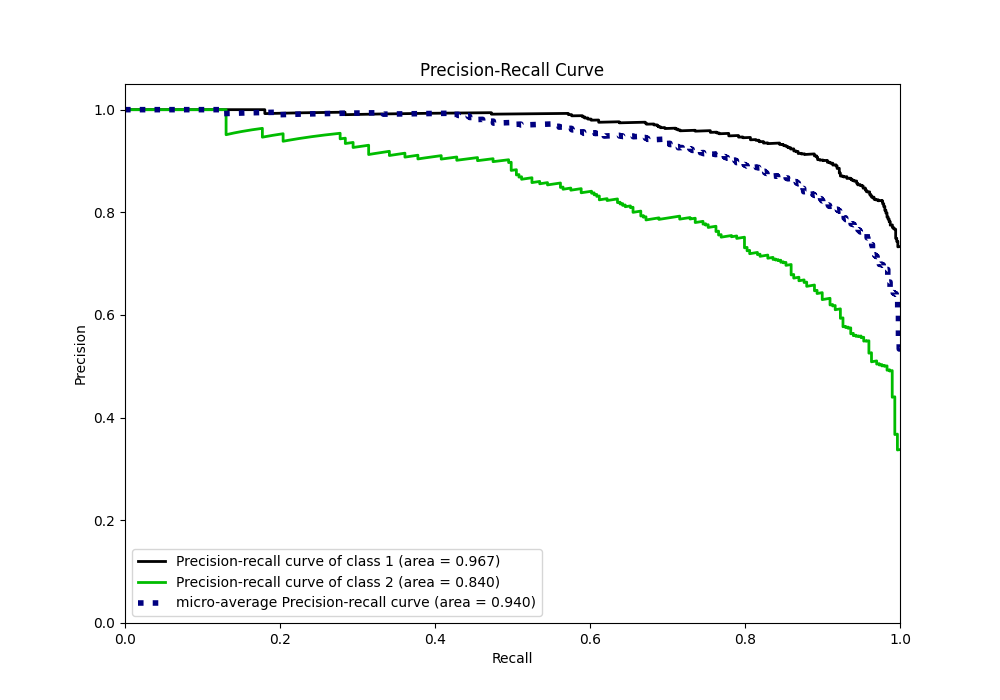 Precision-Recall Curve
1.0
0.8
0.6
0.4
0.2
0.0
Precision
Precision-recall curve of class 1 (area = 0.967)
Precision-recall curve of class 2 (area = 0.840)
micro-average Precision-recall curve (area = 0.940)
0.0 0.2 0.4 0.6 0.8 1.0
Recall